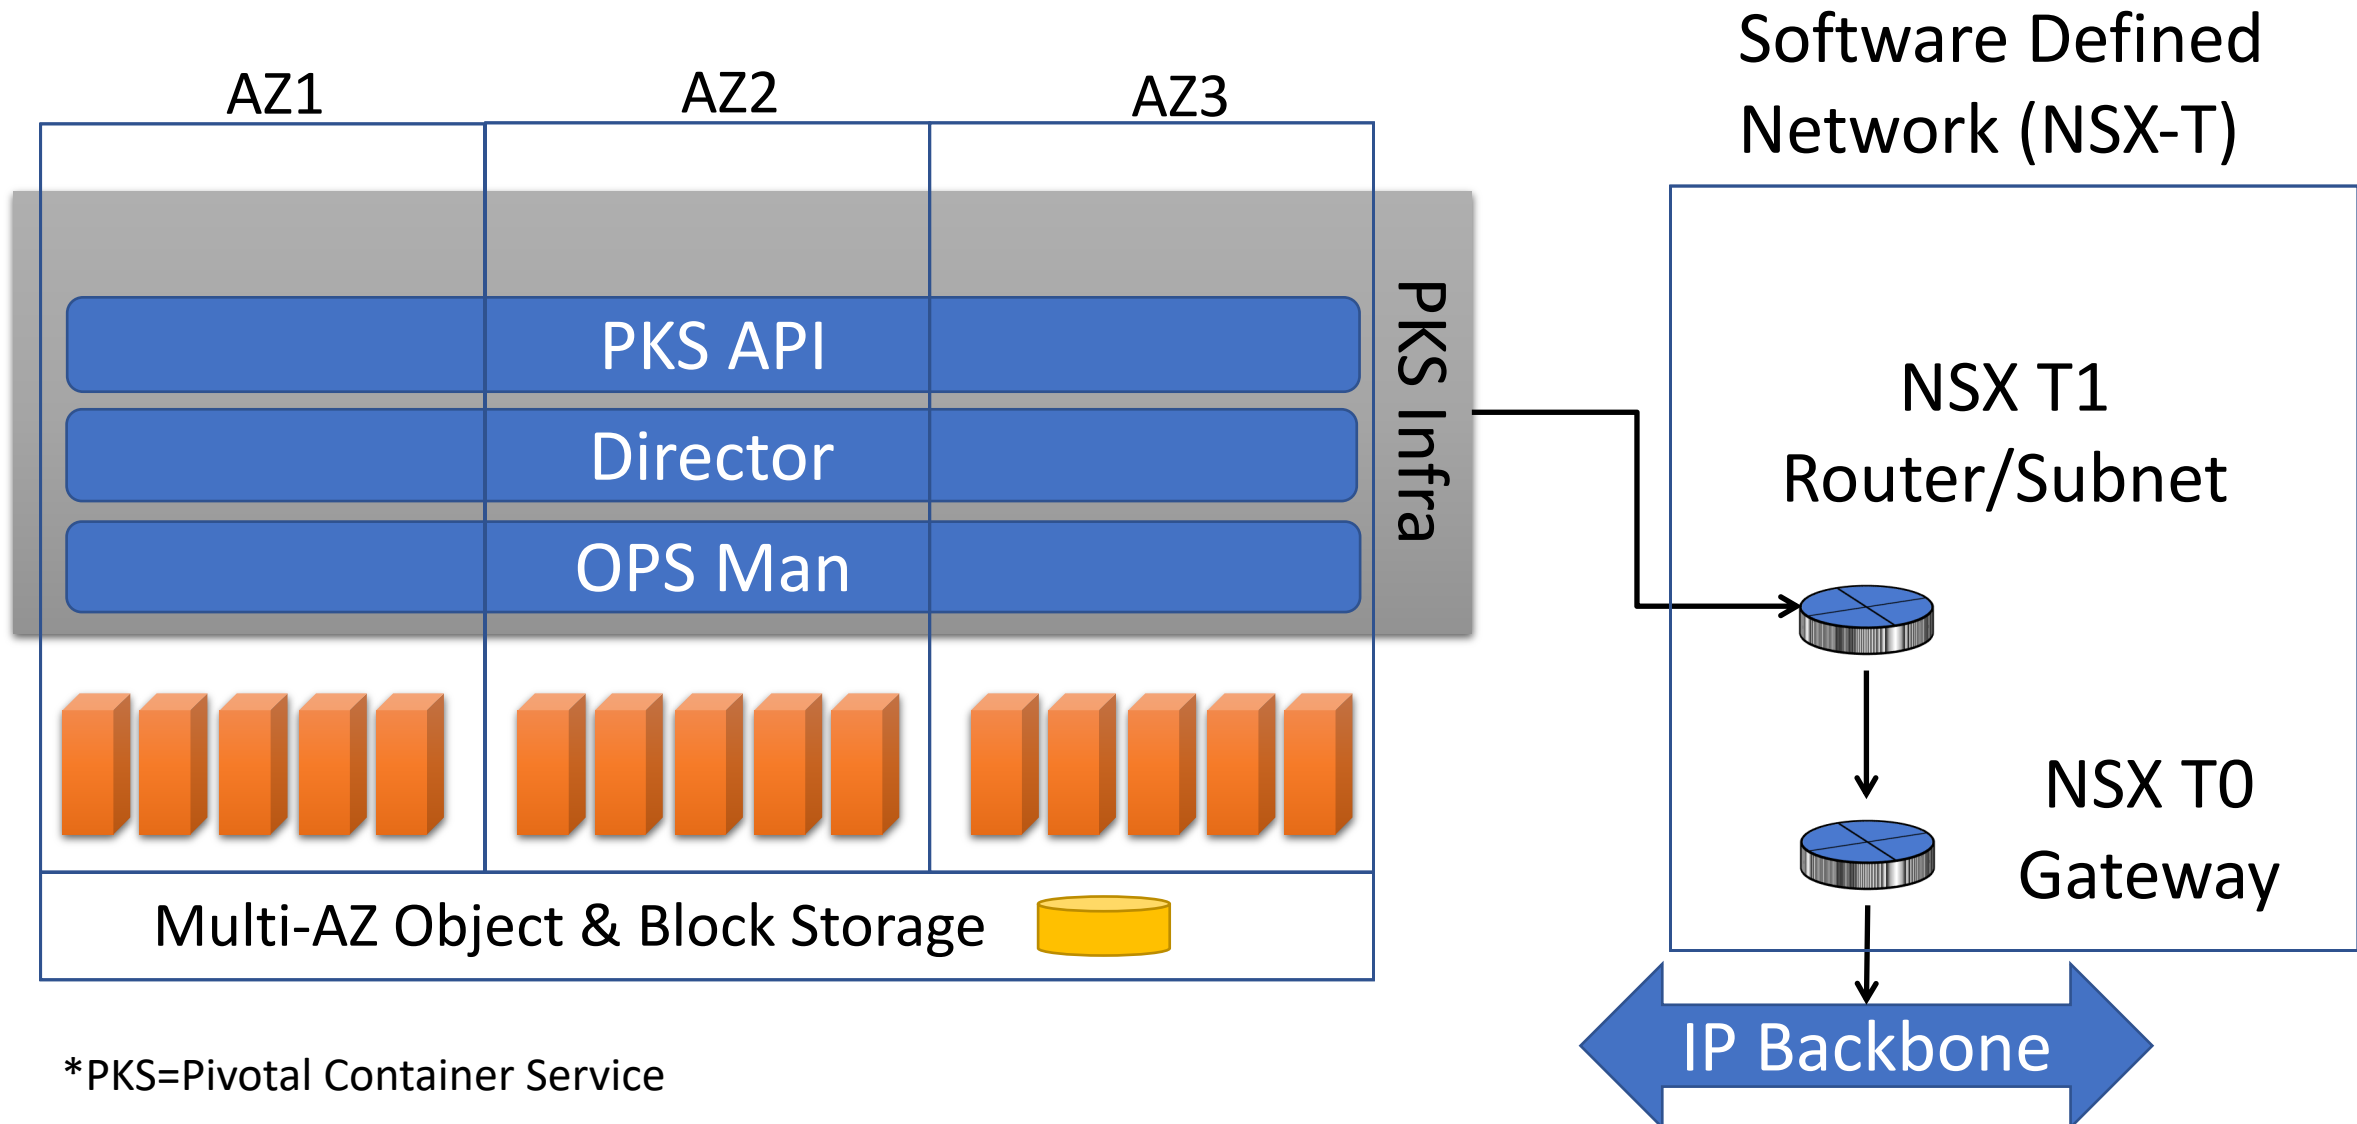 AZ1
AZ2
AZ3
Software Defined
Network (NSX-T)
PKS API
Director
OPS Man
PKS Infra
NSX T1
Router/Subnet
NSX T0
Gateway
Multi-AZ Object & Block Storage
IP Backbone
*PKS=Pivotal Container Service